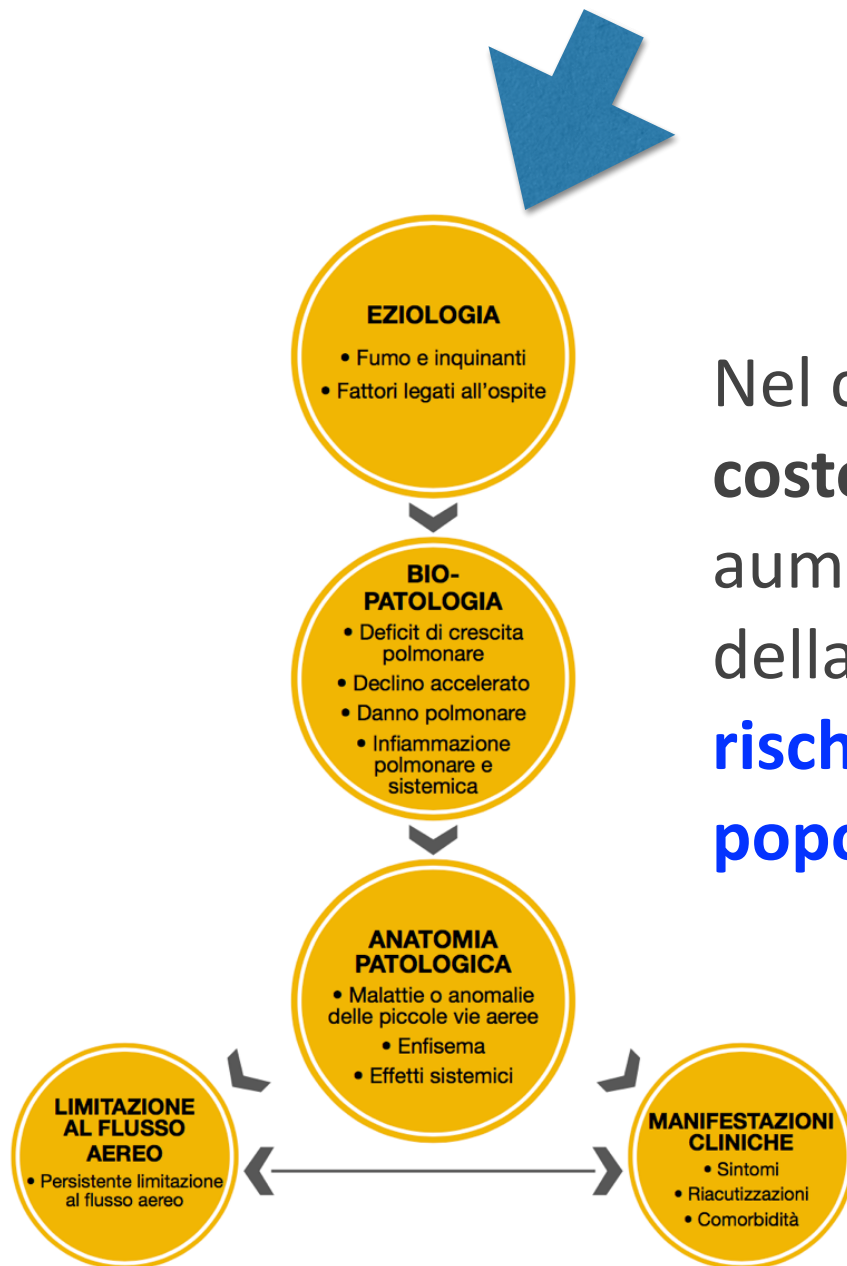 EZIOLOGIA
• Fumo e inquinanti
• Fattori legati all'ospite
Nel
BIO-
PATOLOGIA
• Deficit di crescita
polmonare
• Declino accelerato
• Danno polmonare
• Infiammazione
polmonare e
sistemica
della
ANATOMIA
PATOLOGICA
• Malattie o anomalie
delle piccole vie aeree
• Enfisema
• Effetti sistemici
LIMITAZIONE
AL FLUSSO
AEREO
• Persistente limitazione
al flusso aereo
MANIFESTAZIONI
CLINICHE
• Sintomi
• Riacutizzazioni
• Comorbidità